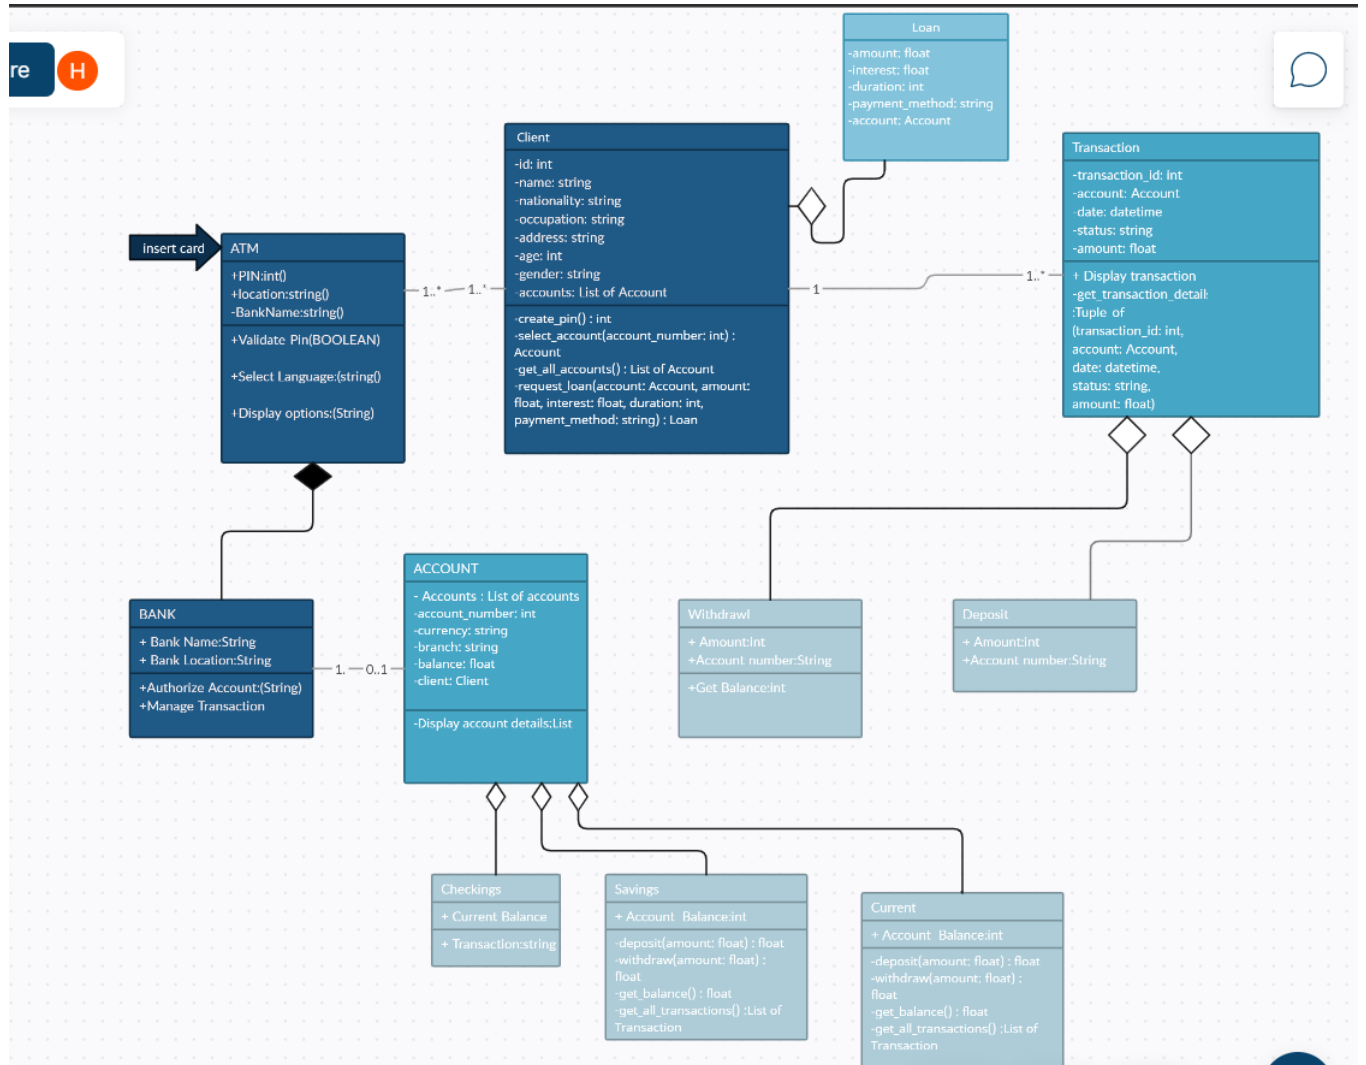 re
H
insert card
ATM
+PIN:int()
+location:string()
-BankName:string()
+Validate Pin(BOOLEAN)
+Select Language:(string()
+Display options:(String)
1..*
1..*
Client
-id: int
-name: string
-nationality: string
-occupation: string
-address: string
-age: int
-gender: string
-accounts: List of Account
-create_pin() : int
-select_account(account_number: int) :
Account
-get_all_accounts() : List of Account
-request_loan(account: Account, amount:
float, interest: float, duration: int,
payment_method: string) : Loan
Loan
-amount: float
-interest: float
-duration: int
-payment_method: string
-account: Account
1
1..*
Transaction
-transaction_id: int
-account: Account
-date: datetime
-status: string
-amount: float
+ Display transaction
-get_transaction_details
:Tuple of
(transaction_id: int,
account: Account,
date: datetime,
status: string,
amount: float)
BANK
+ Bank Name:String
+ Bank Location:String
+Authorize Account:(String)
+Manage Transaction
1.
0..1
ACCOUNT
- Accounts : List of accounts
-account_number: int
-currency: string
-branch: string
-balance: float
-client: Client
-Display account details:List
Withdrawl
+ Amount:int
+Account number:String
+Get Balance:int
Deposit
+ Amount:int
+Account number:String
Checkings
+ Current Balance
+ Transaction:string
Savings
+ Account Balance:int
-deposit(amount: float) : float
-withdraw(amount: float) :
float
-get_balance() : float
-get_all_transactions() :List of
Transaction
Current
+ Account Balance:int
-deposit(amount: float) : float
-withdraw(amount: float) :
float
-get_balance() : float
-get_all_transactions() :List of
Transaction